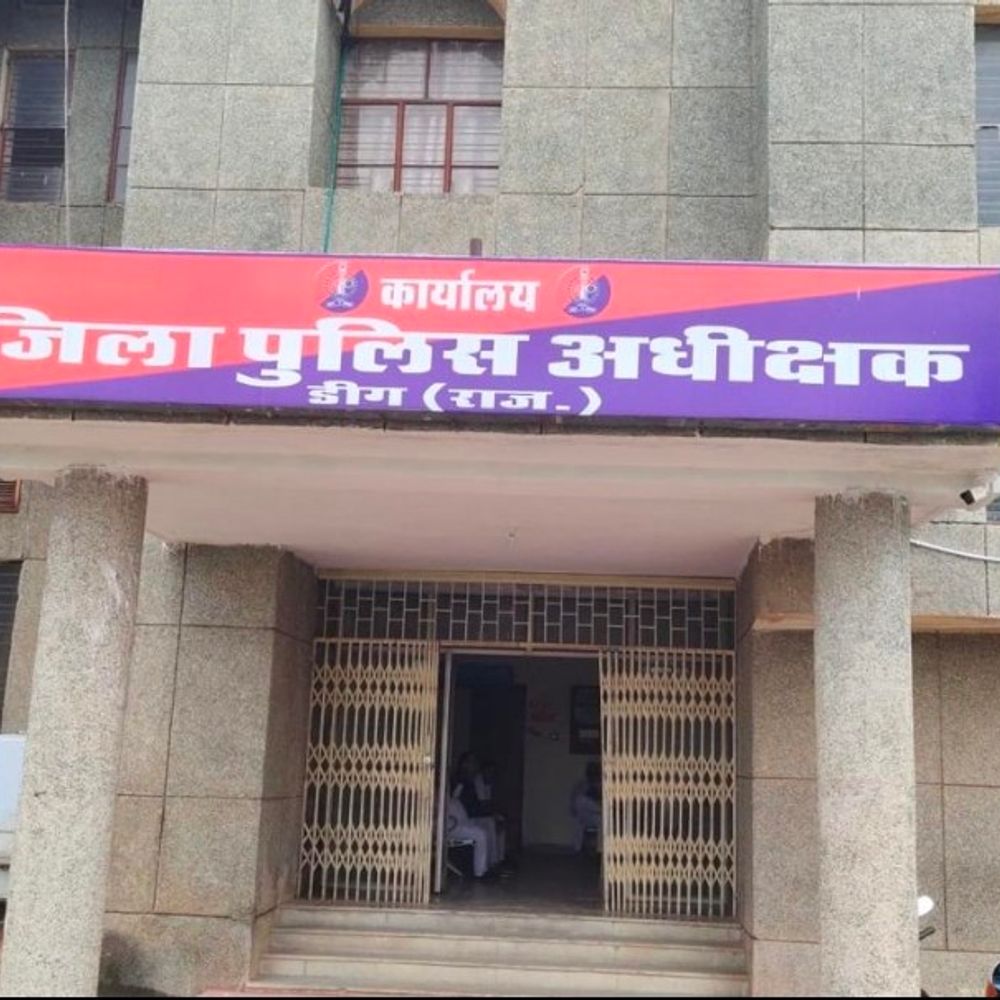 कार्यालय
जिला पुलिस अधीक्षक
डीग (राज.)